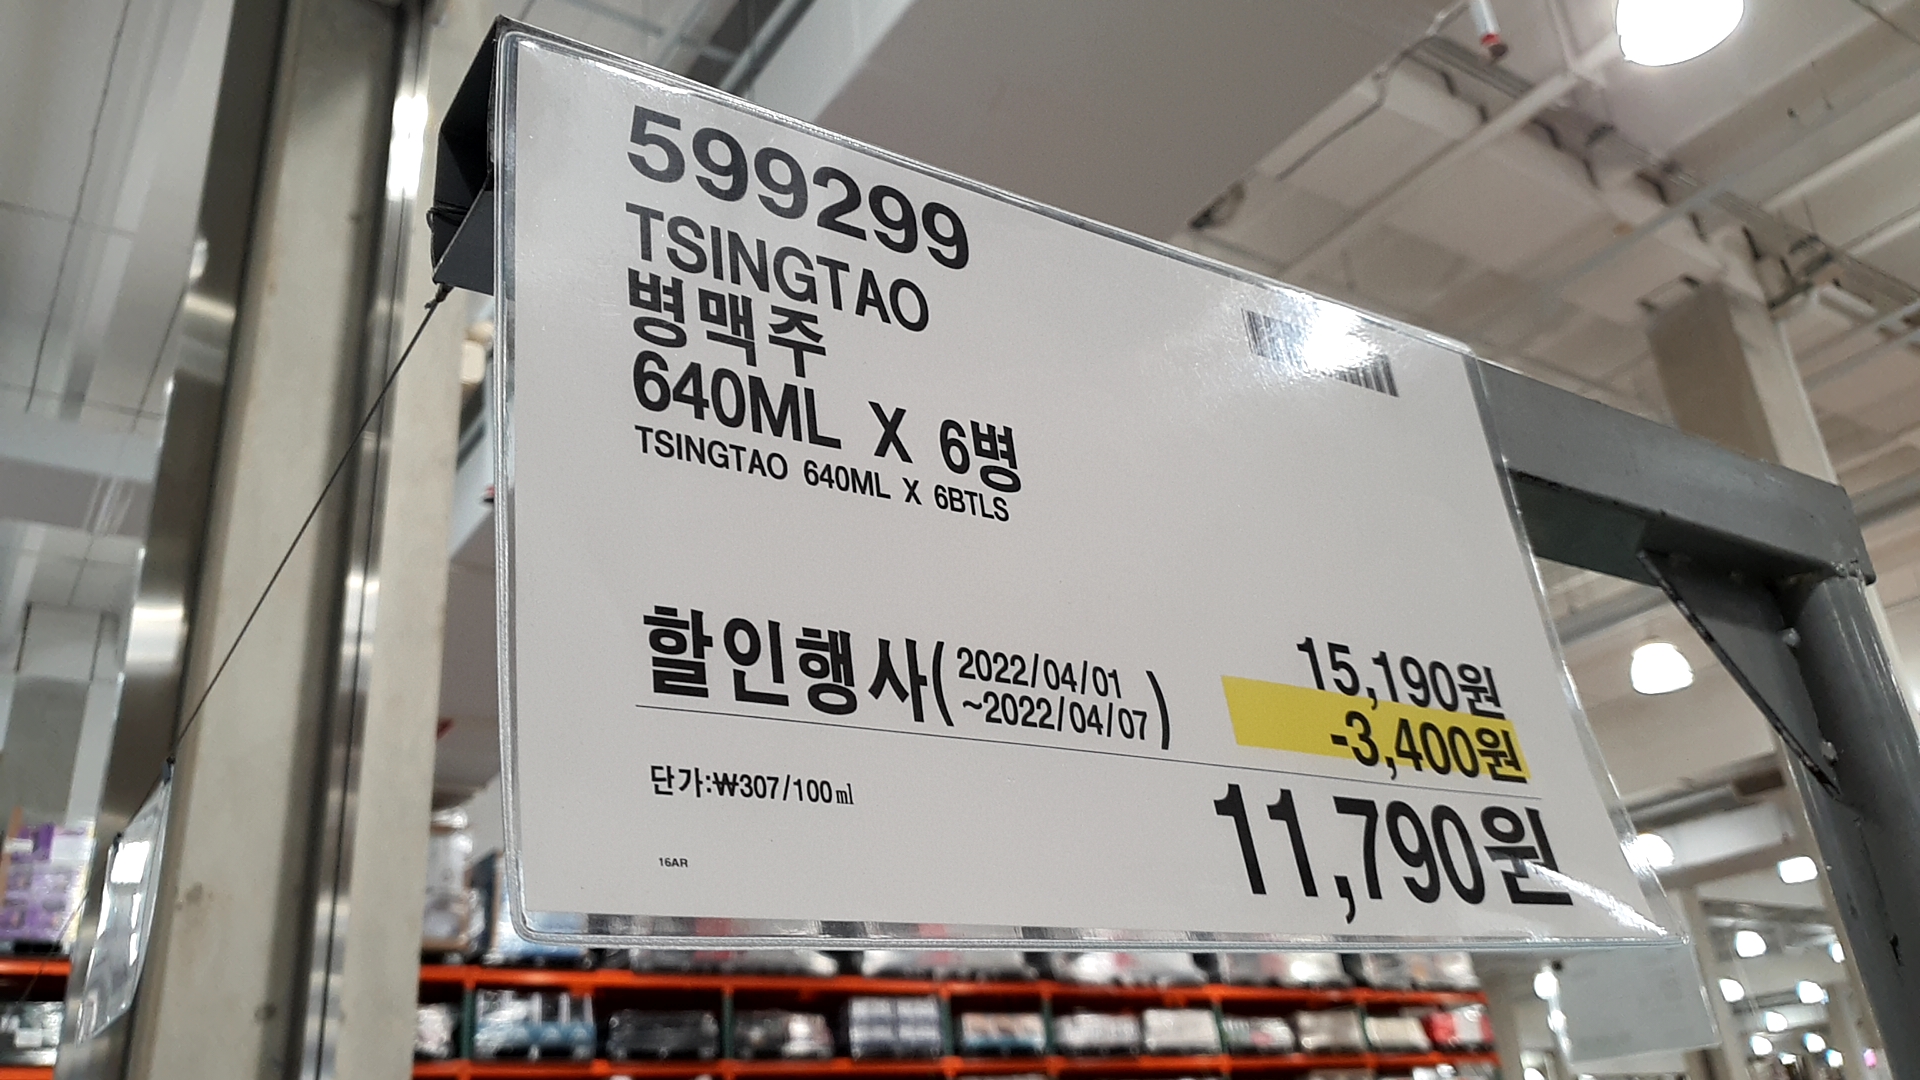 599299
TSINGTAO
병맥주
640ML X 6병
TSINGTAO 640ML X 6BTLS
15,190원
할인행사(2022/04/01
~2022/04/07)
-3,400원
단가:₩307/100㎖
11,790원
16AR